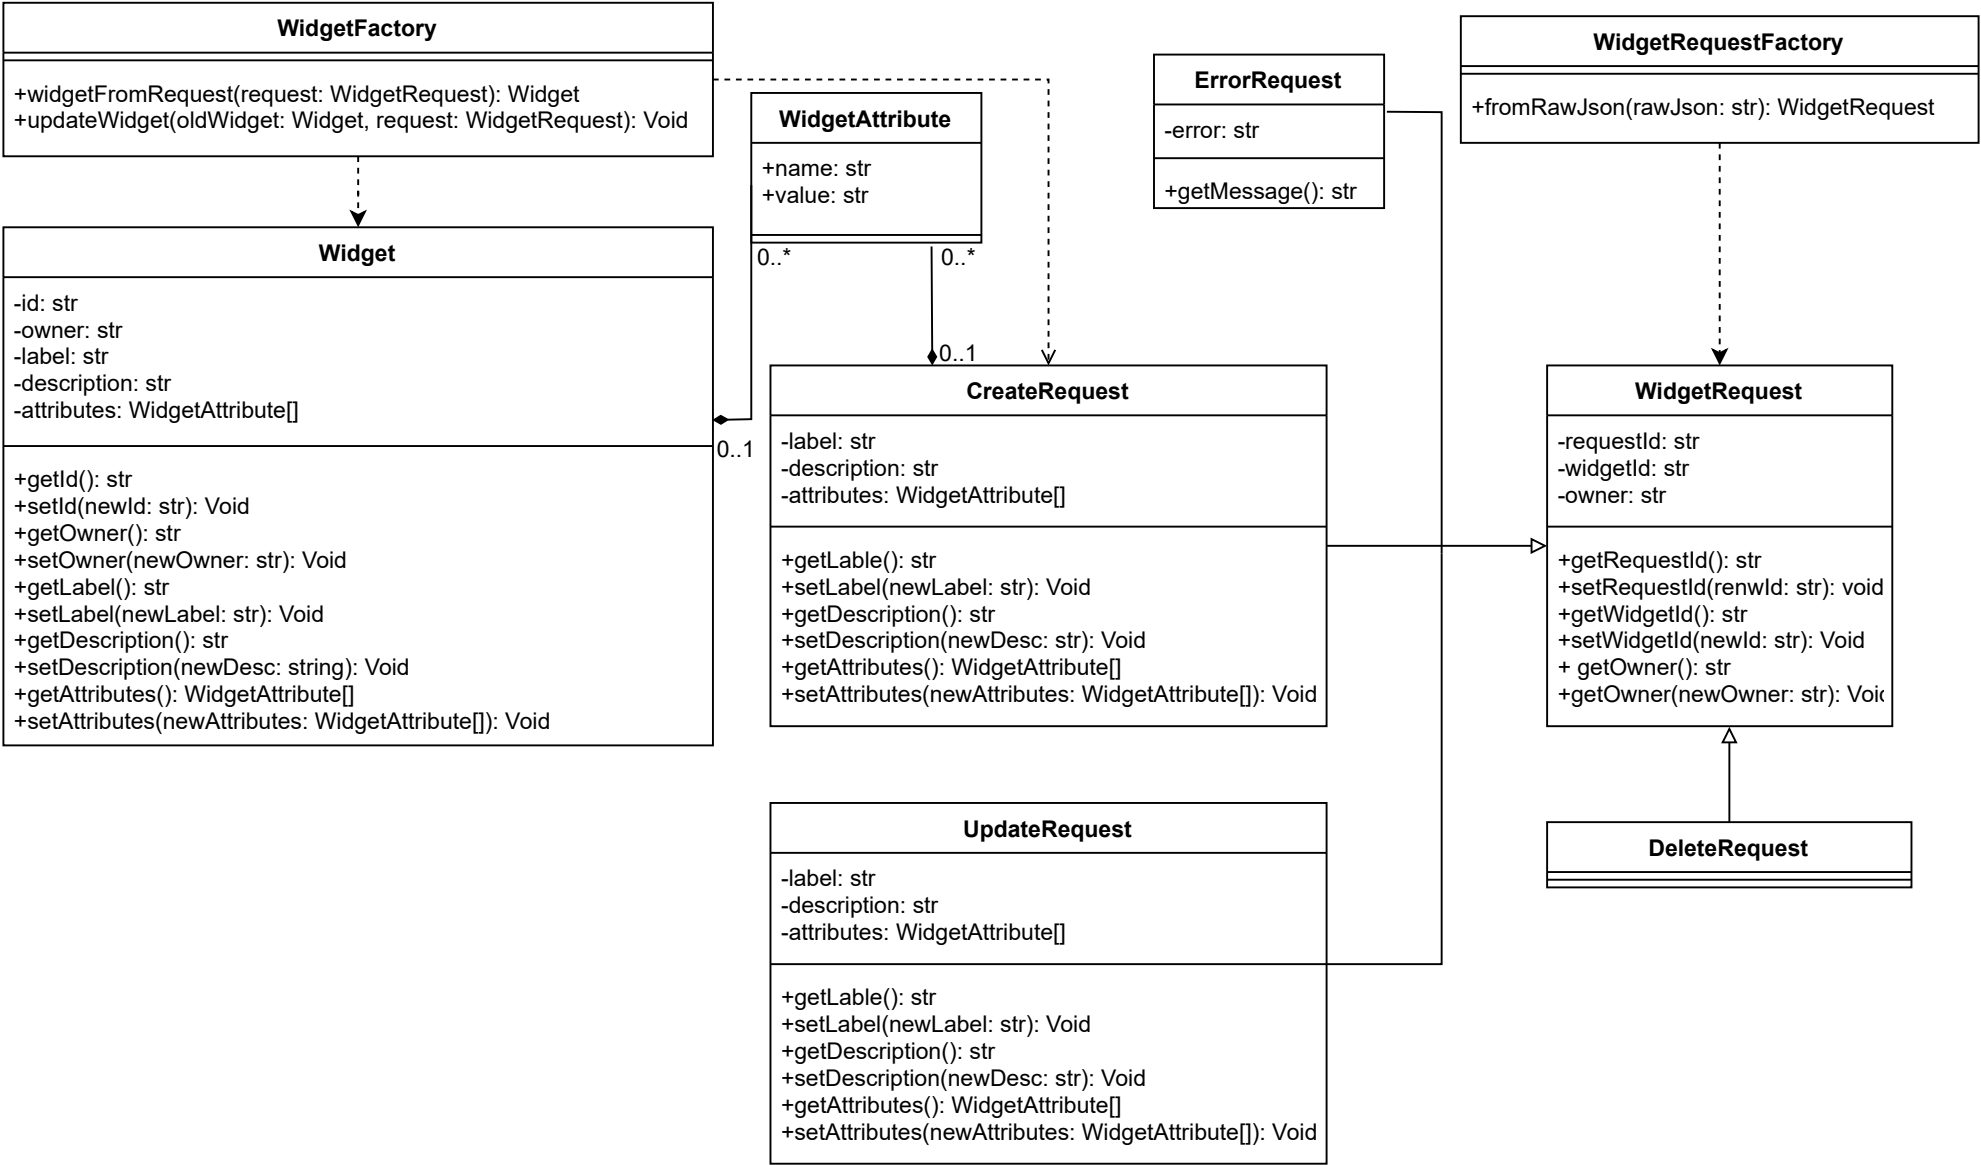 WidgetFactory
+widgetFromRequest(request: WidgetRequest): Widget
+updateWidget(oldWidget: Widget, request: WidgetRequest): Void
WidgetAttribute
+name: str
+value: str
0..*
0..*
ErrorRequest
-error: str
+getMessage(): str
WidgetRequestFactory
+fromRawJson(rawJson: str): WidgetRequest
Widget
-id: str
-owner: str
-label: str
-description: str
-attributes: WidgetAttribute[]
+getId(): str
+setId(newId: str): Void
+getOwner(): str
+setOwner(newOwner: str): Void
+getLabel(): str
+setLabel(newLabel: str): Void
+getDescription(): str
+setDescription(newDesc: string): Void
+getAttributes(): WidgetAttribute[]
+setAttributes(newAttributes: WidgetAttribute[]): Void
0..1
0..1
CreateRequest
-label: str
-description: str
-attributes: WidgetAttribute[]
+getLable(): str
+setLabel(newLabel: str): Void
+getDescription(): str
+setDescription(newDesc: str): Void
+getAttributes(): WidgetAttribute[]
+setAttributes(newAttributes: WidgetAttribute[]): Void
WidgetRequest
-requestId: str
-widgetId: str
-owner: str
+getRequestId(): str
+setRequestId(renwId: str): void
+getWidgetId(): str
+setWidgetId(newId: str): Void
+ getOwner(): str
+getOwner(newOwner: str): Void
UpdateRequest
-label: str
-description: str
-attributes: WidgetAttribute[]
+getLable(): str
+setLabel(newLabel: str): Void
+getDescription(): str
+setDescription(newDesc: str): Void
+getAttributes(): WidgetAttribute[]
+setAttributes(newAttributes: WidgetAttribute[]): Void
DeleteRequest